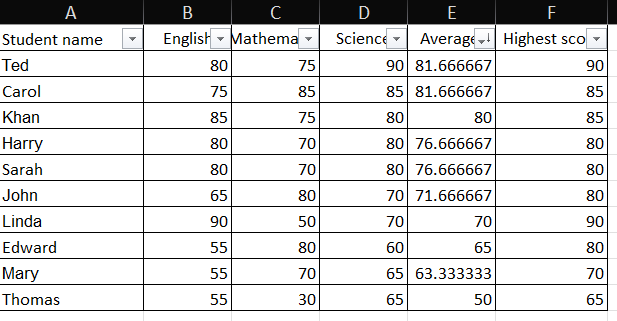 A B C D E F
Student name English Mathema Science Average Highest sco
Ted 80 75 90 81.666667 90
Carol 75 85 85 81.666667 85
Khan 85 75 80 80 85
Harry 80 70 80 76.666667 80
Sarah 80 70 80 76.666667 80
John 65 80 70 71.666667 80
Linda 90 50 70 70 90
Edward 55 80 60 65 80
Mary 55 70 65 63.333333 70
Thomas 55 30 65 50 65